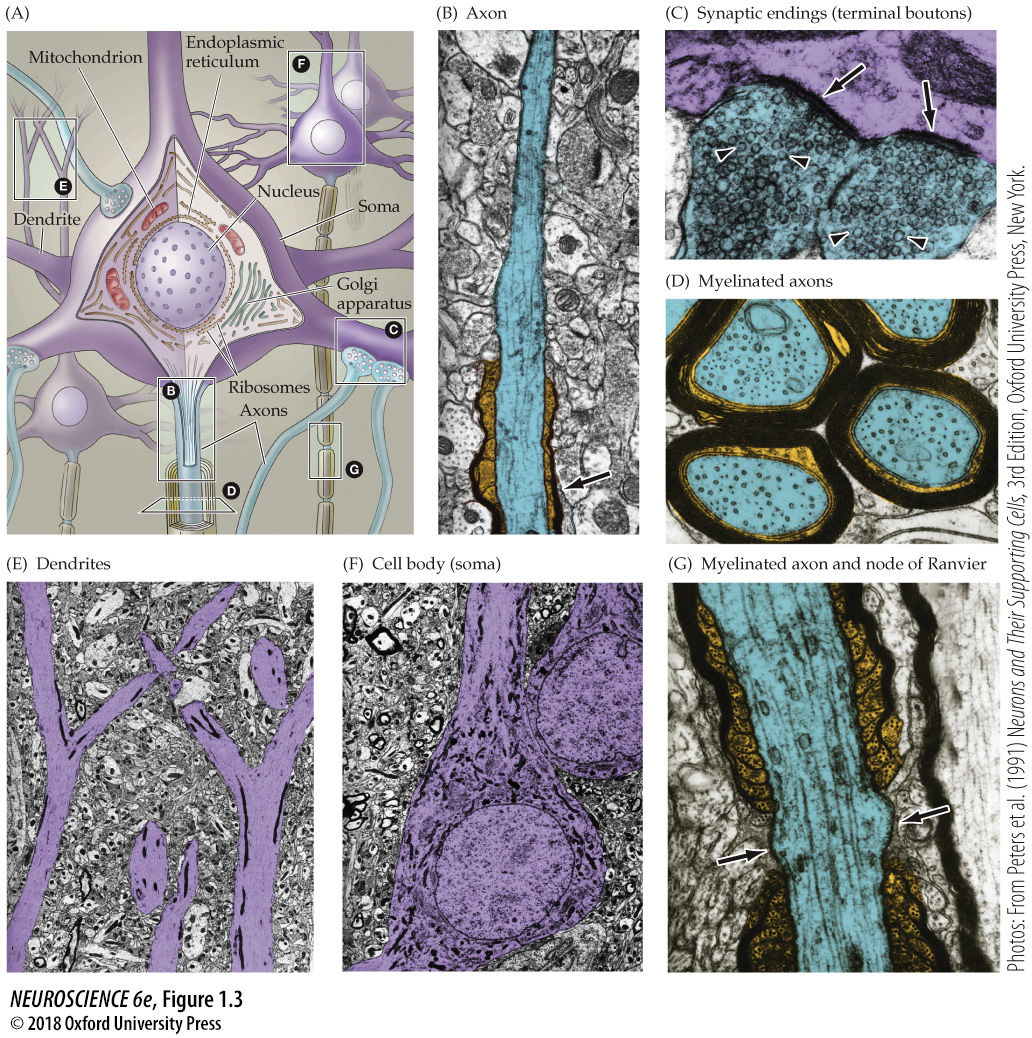 (A)
Mitochondrion
Endoplasmic
reticulum
F
E
Nucleus
Dendrite
Soma
Golgi
apparatus
C
B
Ribosomes
Axons
G
D
(B) Axon
(C) Synaptic endings (terminal boutons)
(D) Myelinated axons
(E) Dendrites
(F) Cell body (soma)
(G) Myelinated axon and node of Ranvier
Photos: From Peters et al. (1991) Neurons and Their Supporting Cells, 3rd Edition, Oxford University Press, New York.
NEUROSCIENCE 6e, Figure 1.3
© 2018 Oxford University Press